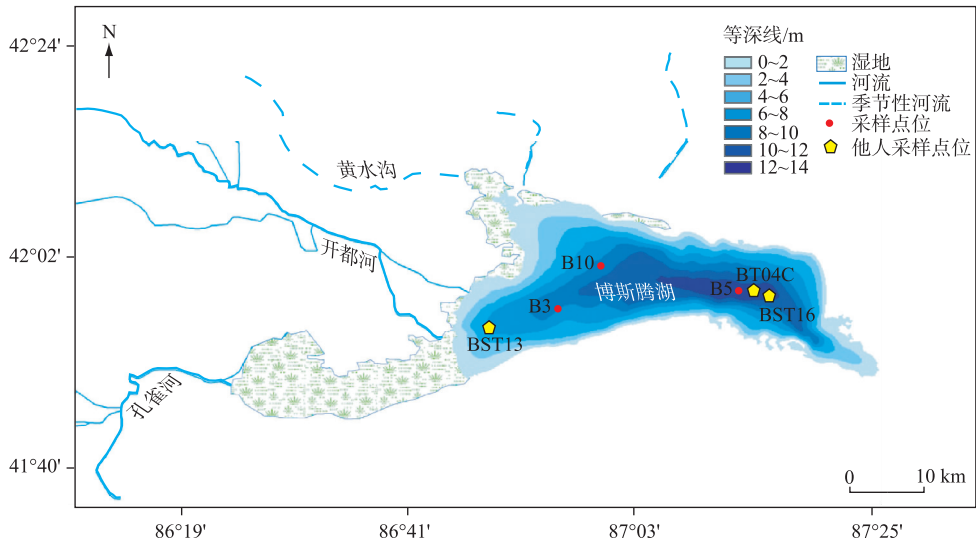 N
42°24'
42°02'
41°40'
86°19'
86°41'
87°03'
87°25'
等深线/m
0~2
2~4
4~6
6~8
8~10
10~12
12~14
湿地
河流
季节性河流
采样点位
他人采样点位
黄水沟
开都河
孔雀河
博斯腾湖
B10
B3
B5
BT04C
BST16
BST13
0 10 km